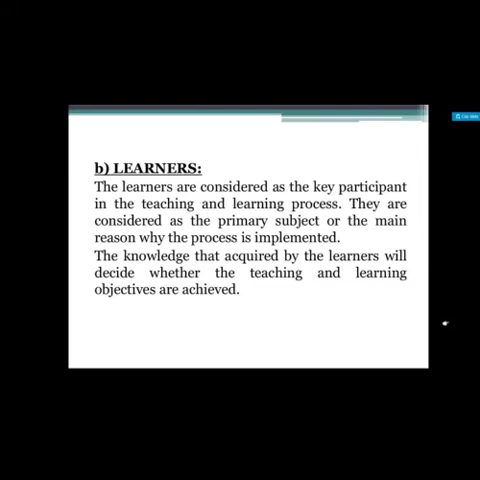 b) LEARNERS:
The learners are considered as the key participant
in the teaching and learning process. They are
considered as the primary subject or the main
reason why the process is implemented.
The knowledge that acquired by the learners will
decide whether the teaching and learning
objectives are achieved.